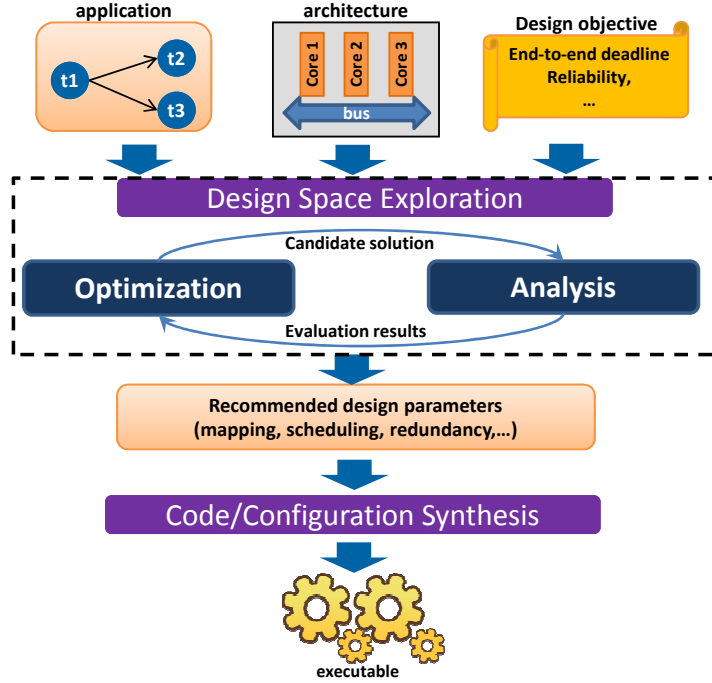 application
architecture
Design objective
t1
t2
t3
Core 1
Core 2
Core 3
bus
End-to-end deadline
Reliability,
...
Design Space Exploration
Candidate solution
Optimization
Analysis
Evaluation results
Recommended design parameters
(mapping, scheduling, redundancy,...)
Code/Configuration Synthesis
executable